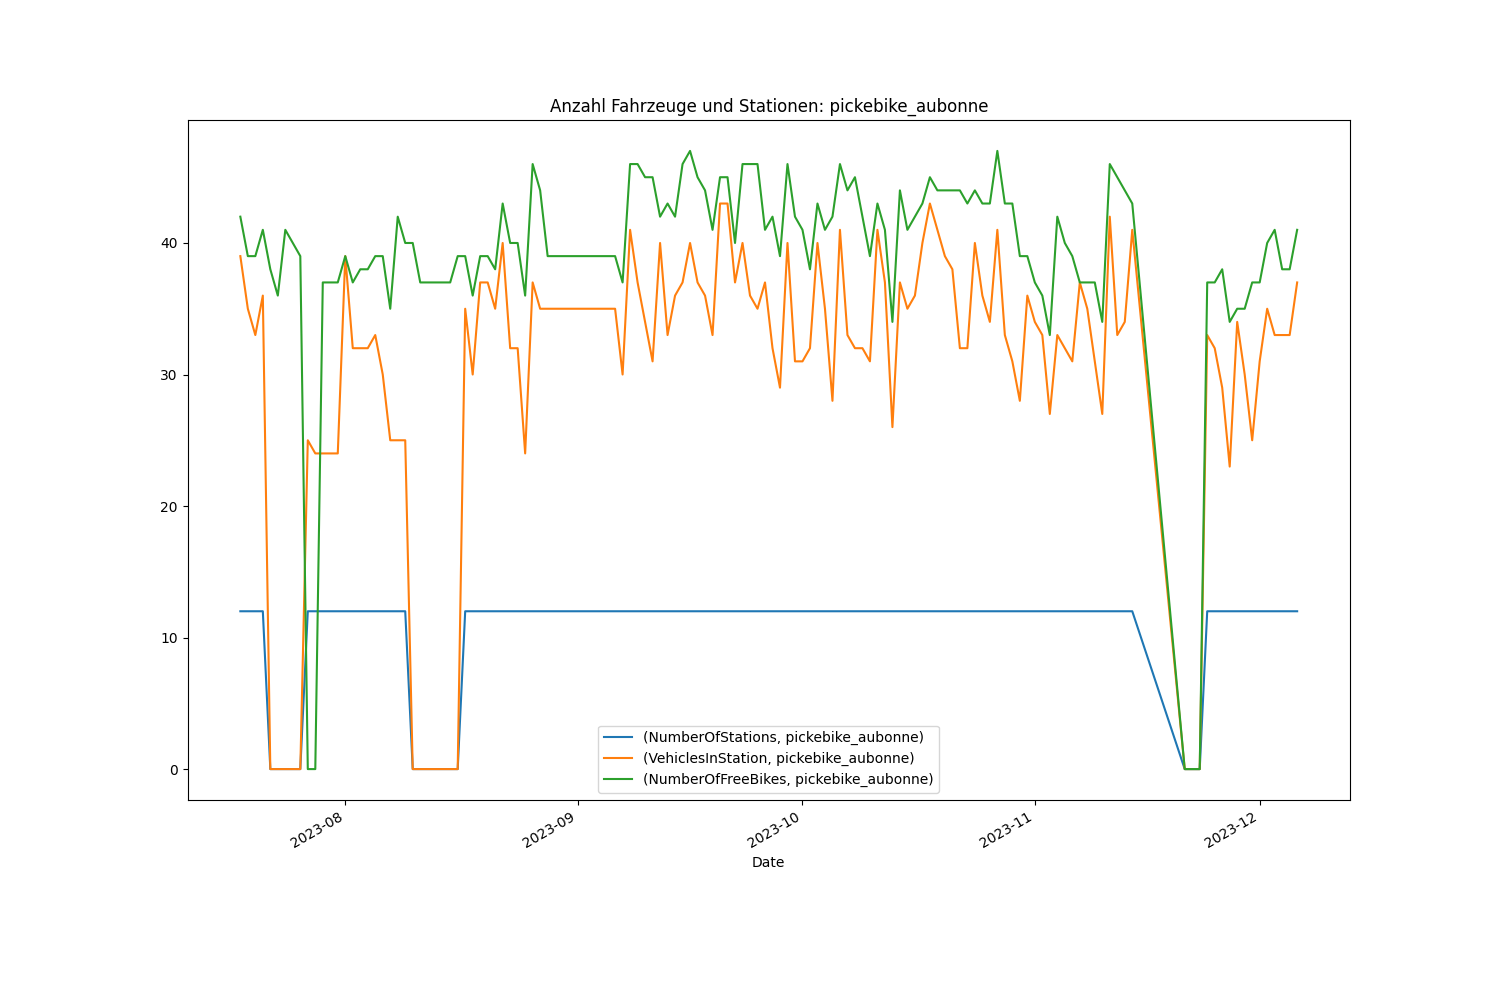 Anzahl Fahrzeuge und Stationen: pickebike_aubonne
40
30
20
10
0
(NumberOfStations, pickebike_aubonne)
(VehiclesInStation, pickebike_aubonne)
(NumberOfFreeBikes, pickebike_aubonne)
2023-08
2023-09
2023-10
2023-11
2023-12
Date